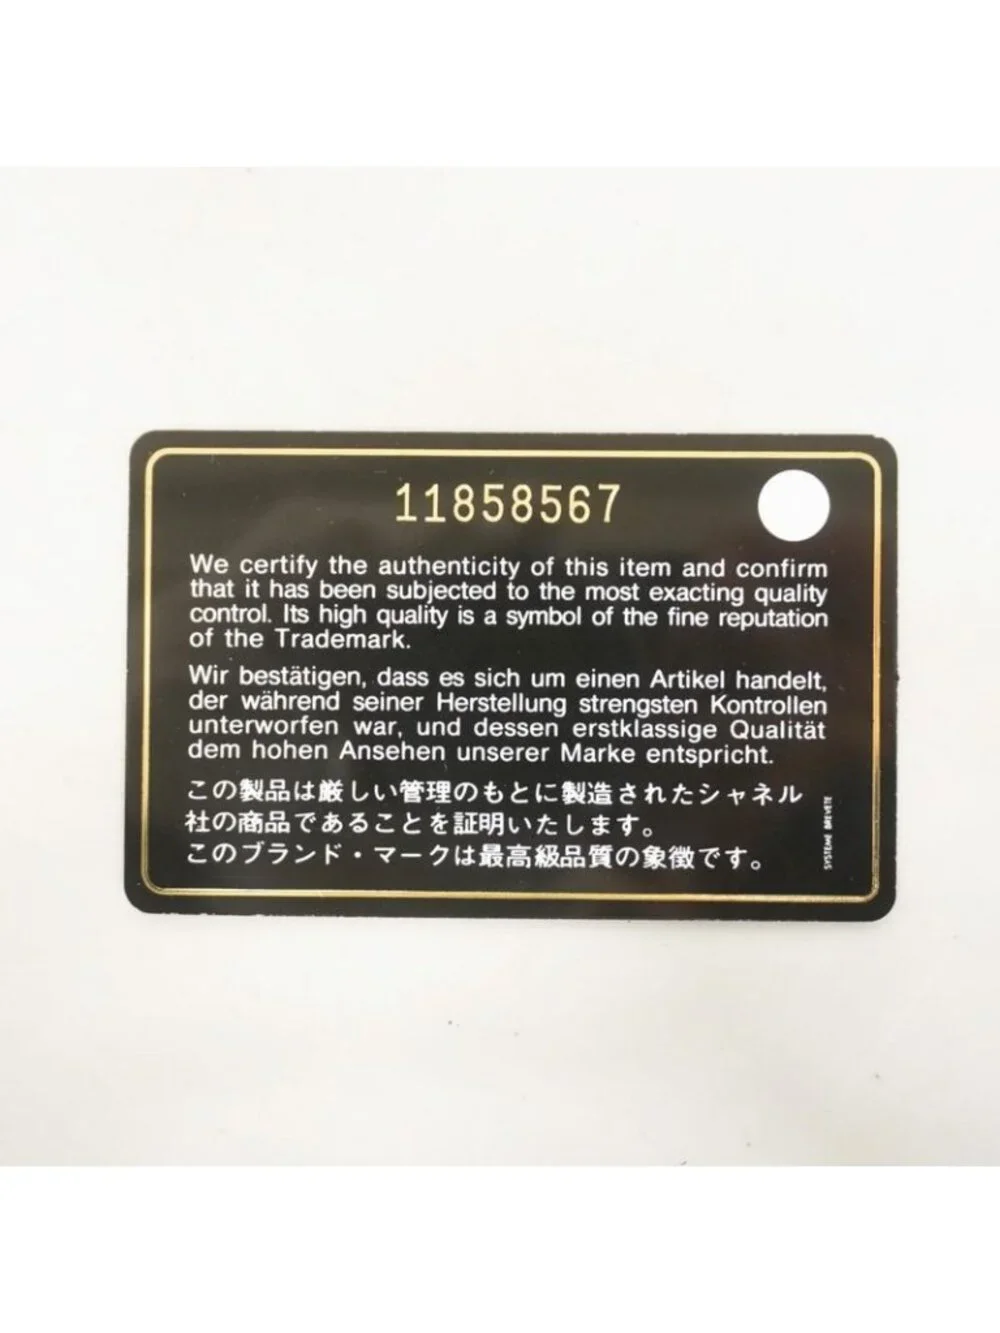 11858567
We certify the authenticity of this item and confirm
that it has been subjected to the most exacting quality
control. Its high quality is a symbol of the fine reputation
of the Trademark.
Wir bestätigen, dass es sich um einen Artikel handelt,
der während seiner Herstellung strengsten Kontrollen
unterworfen war, und dessen erstklassige Qualität
dem hohen Ansehen unserer Marke entspricht.
この製品は厳しい管理のもとに製造されたシャネル
社の商品であることを証明いたします。
このブランド・マークは最高級品質の象徴です。
SYSTEME BREVETE